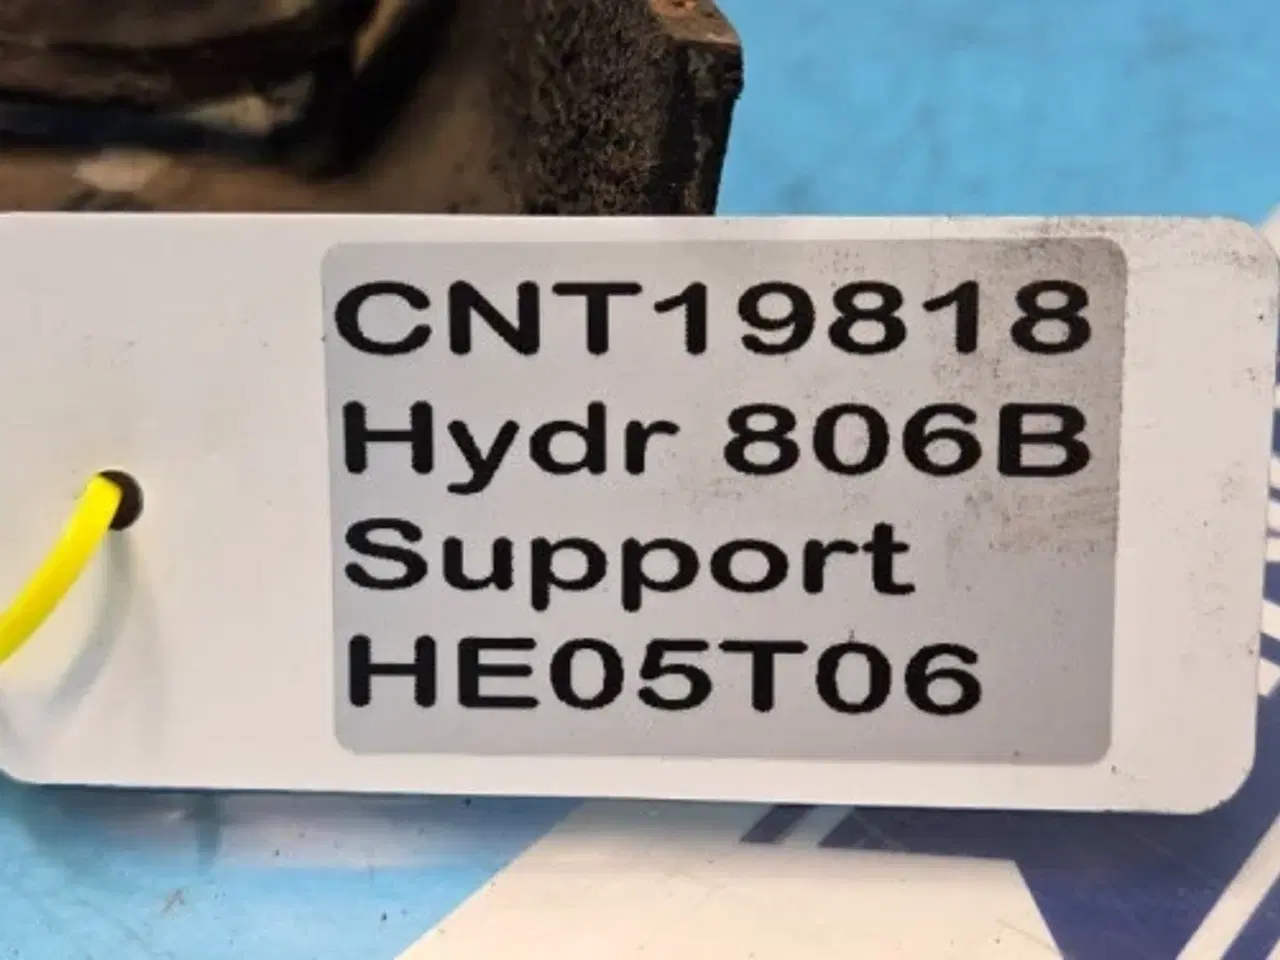 CNT19818
Hydr 806B
Support
HE05T06